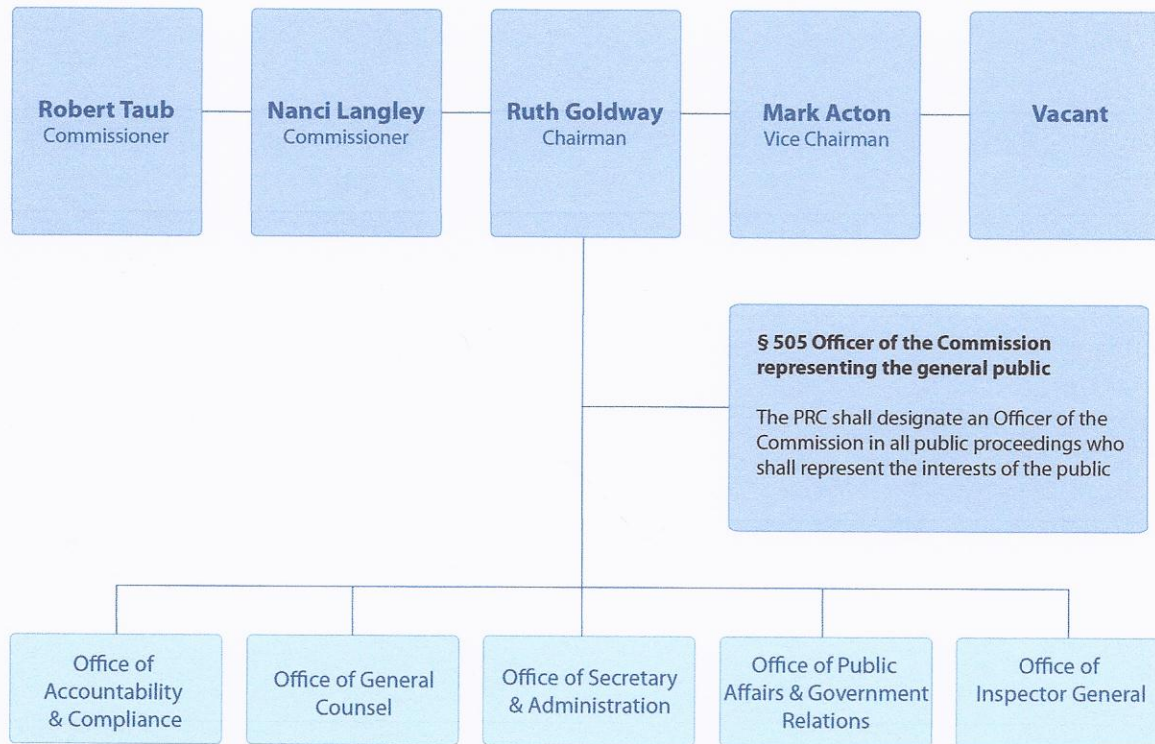 Robert Taub
Commissioner
Nanci Langley
Commissioner
Ruth Goldway
Chairman
Mark Acton
Vice Chairman
Vacant
§ 505 Officer of the Commission
representing the general public
The PRC shall designate an Officer of the
Commission in all public proceedings who
shall represent the interests of the public
Office of
Accountability
& Compliance
Office of General
Counsel
Office of Secretary
& Administration
Office of Public
Affairs & Government
Relations
Office of
Inspector General